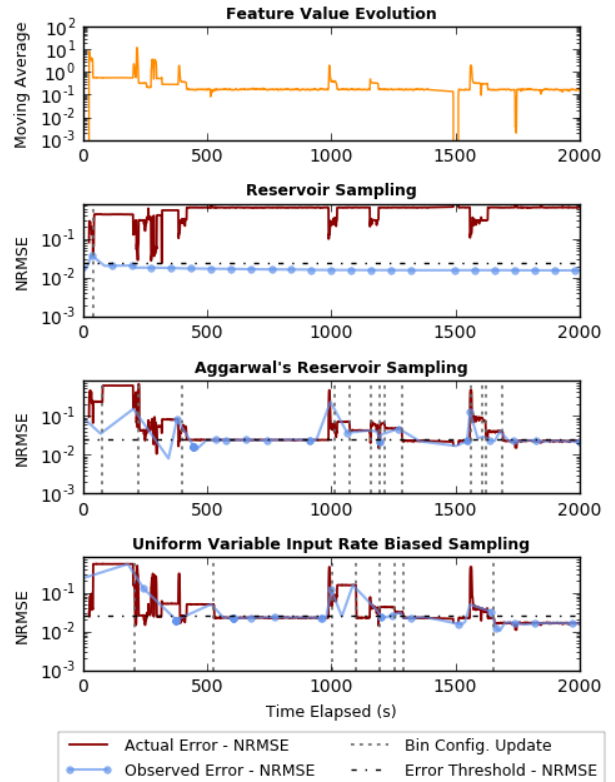 Feature Value Evolution
Moving Average
10^2
10^1
10^0
10^-1
10^-2
10^-3
0 500 1000 1500 2000
Reservoir Sampling
NRMSE
10^-1
10^-2
10^-3
0 500 1000 1500 2000
Aggarwal's Reservoir Sampling
NRMSE
10^-1
10^-2
10^-3
0 500 1000 1500 2000
Uniform Variable Input Rate Biased Sampling
NRMSE
10^-1
10^-2
10^-3
0 500 1000 1500 2000
Time Elapsed (s)
Actual Error - NRMSE
Observed Error - NRMSE
Bin Config. Update
Error Threshold - NRMSE